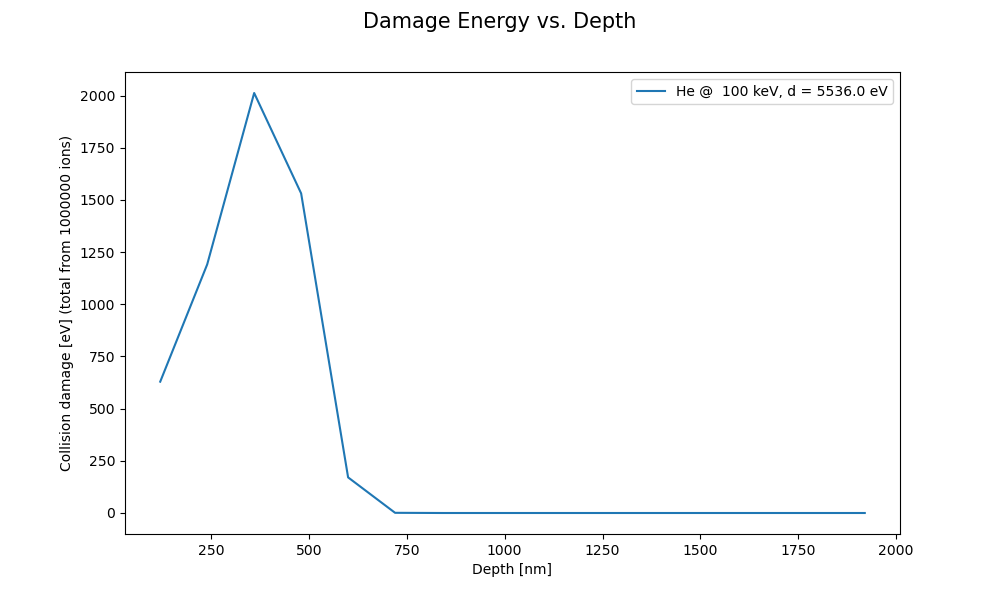 Damage Energy vs. Depth
He @  100 keV, d = 5536.0 eV
Collision damage [eV] (total from 1000000 ions)
2000
1750
1500
1250
1000
750
500
250
0
250 500 750 1000 1250 1500 1750 2000
Depth [nm]